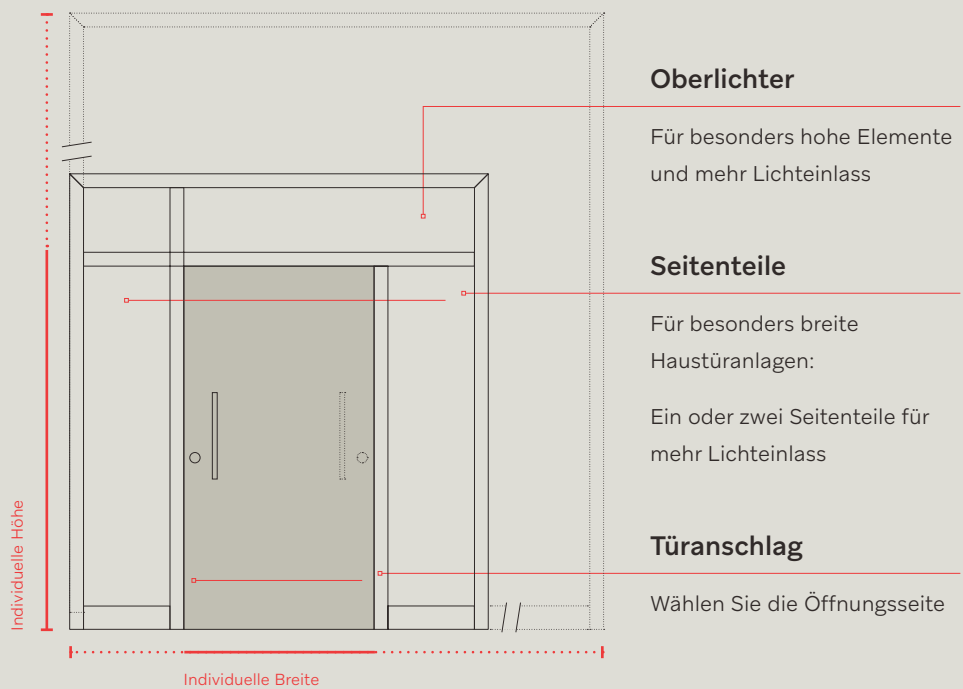 Oberlichter
Für besonders hohe Elemente
und mehr Lichteinlass
Seitenteile
Für besonders breite
Haustüranlagen:
Ein oder zwei Seitenteile für
mehr Lichteinlass
Türanschlag
Wählen Sie die Öffnungsseite
Individuelle Höhe
Individuelle Breite